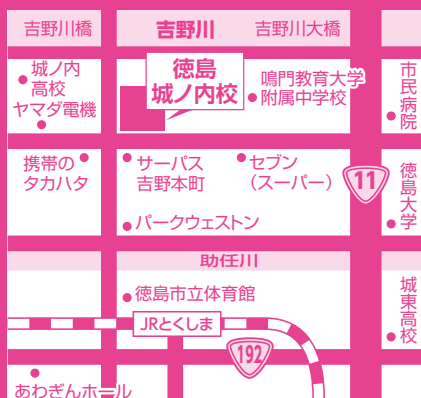 吉野川橋
吉野川
吉野川大橋
城ノ内
高校
ヤマダ電機
徳島
城ノ内校
鳴門教育大学
附属中学校
市民病院
携帯の
タカハタ
サーパス
吉野本町
セブン
（スーパー）
11
徳島大学
パークウェストン
助任川
徳島市立体育館
城東高校
JRとくしま
192
あわぎんホール